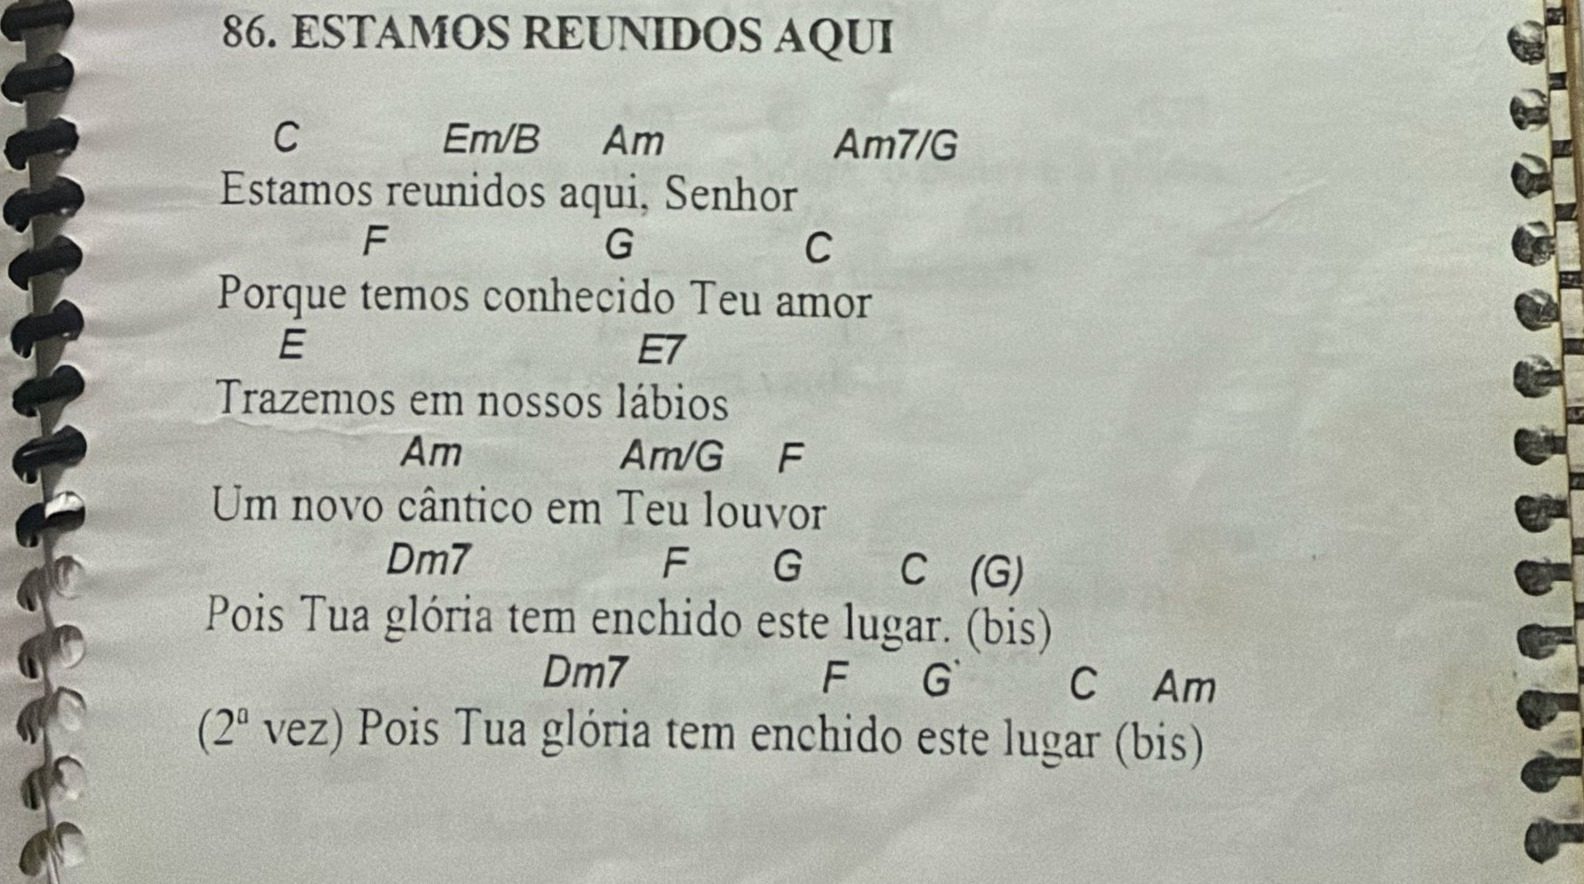 86. ESTAMOS REUNIDOS AQUI
C Em/B Am Am7/G
Estamos reunidos aqui, Senhor
F G C
Porque temos conhecido Teu amor
E E7
Trazemos em nossos lábios
Am Am/G F
Um novo cântico em Teu louvor
Dm7 F G C (G)
Pois Tua glória tem enchido este lugar. (bis)
Dm7 F G C Am
(2ª vez) Pois Tua glória tem enchido este lugar (bis)